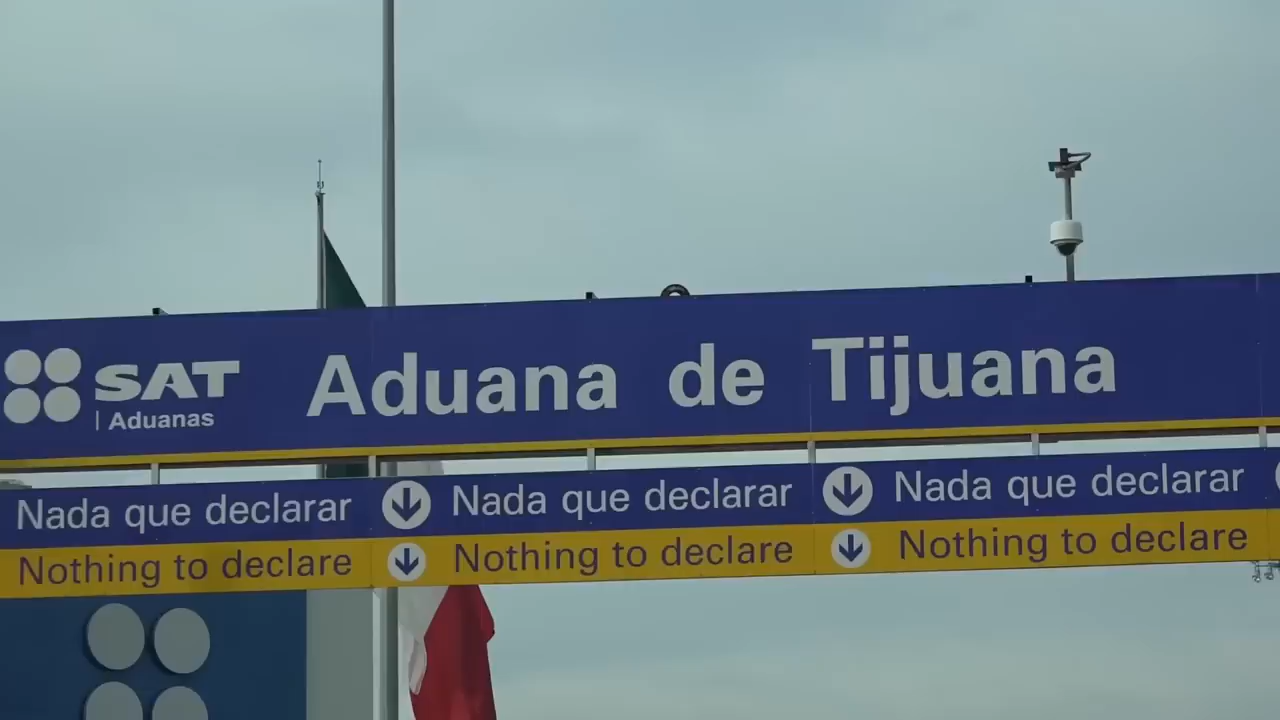 SAT
| Aduanas
Aduana de Tijuana
Nada que declarar
Nada que declarar
Nada que declarar
Nothing to declare
Nothing to declare
Nothing to declare